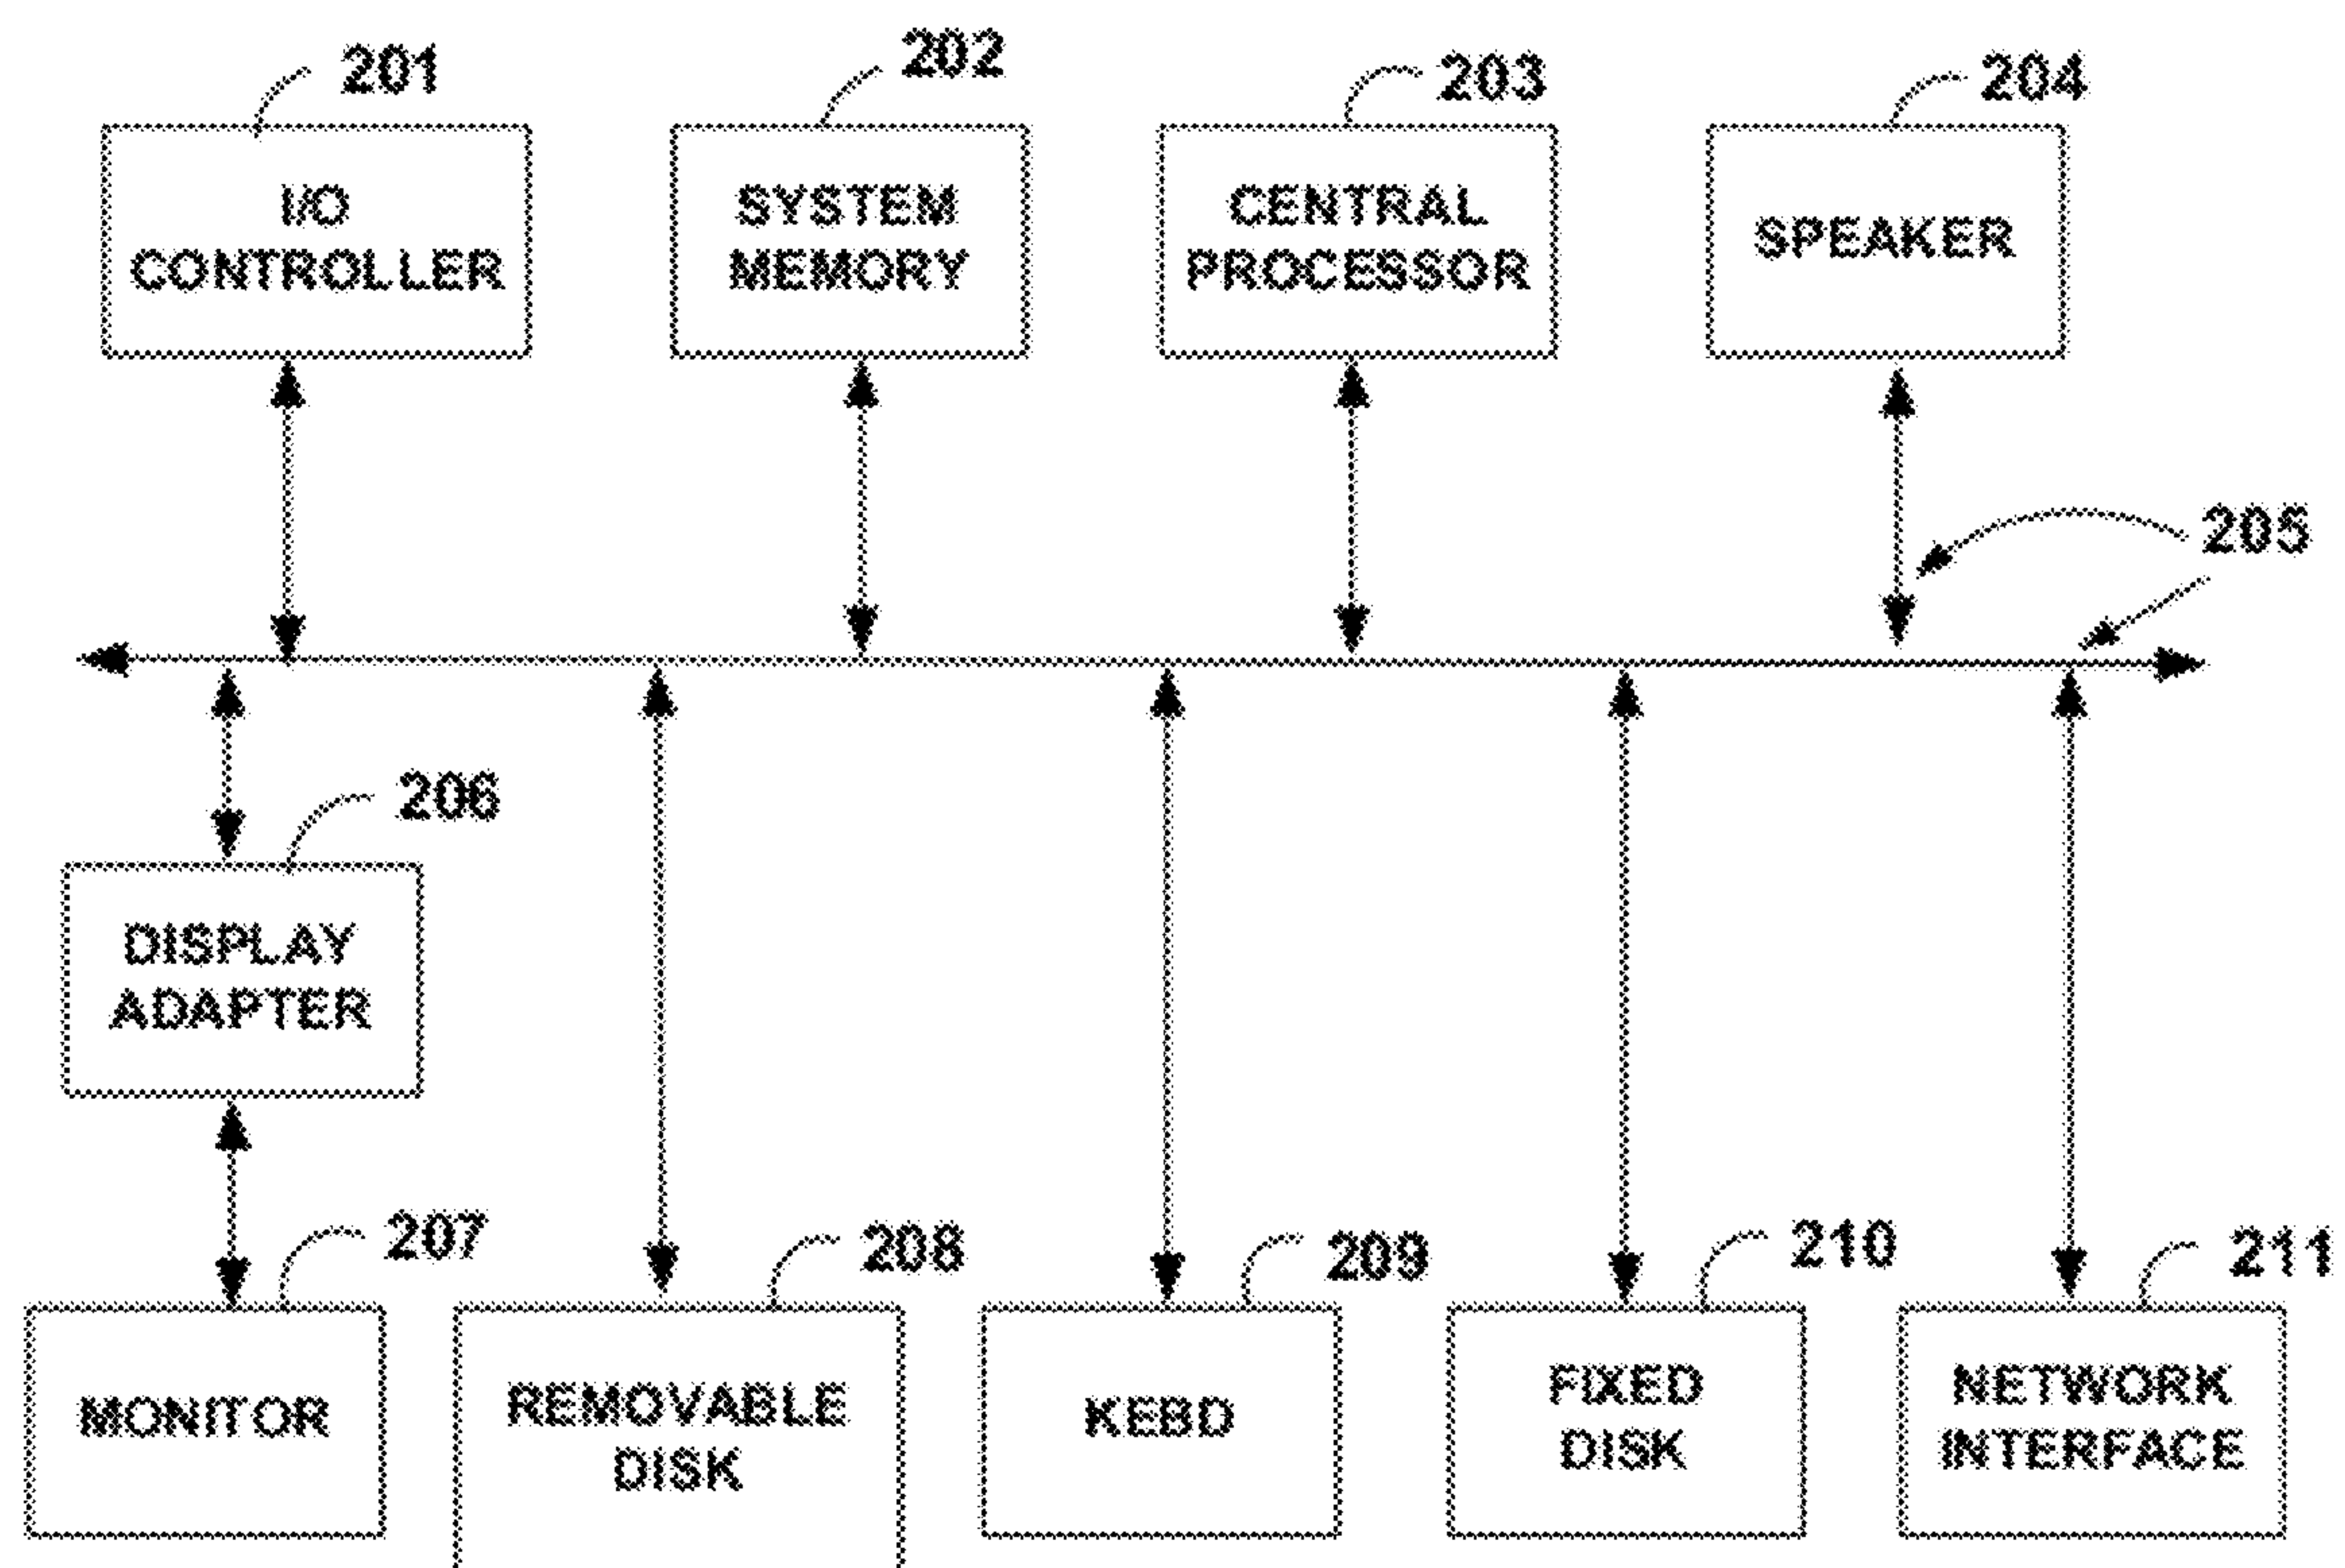 201
202
203
204
I/O
CONTROLLER
SYSTEM
MEMORY
CENTRAL
PROCESSOR
SPEAKER
205
206
DISPLAY
ADAPTER
207
208
209
210
211
MONITOR
REMOVABLE
DISK
KEBD
FIXED
DISK
NETWORK
INTERFACE